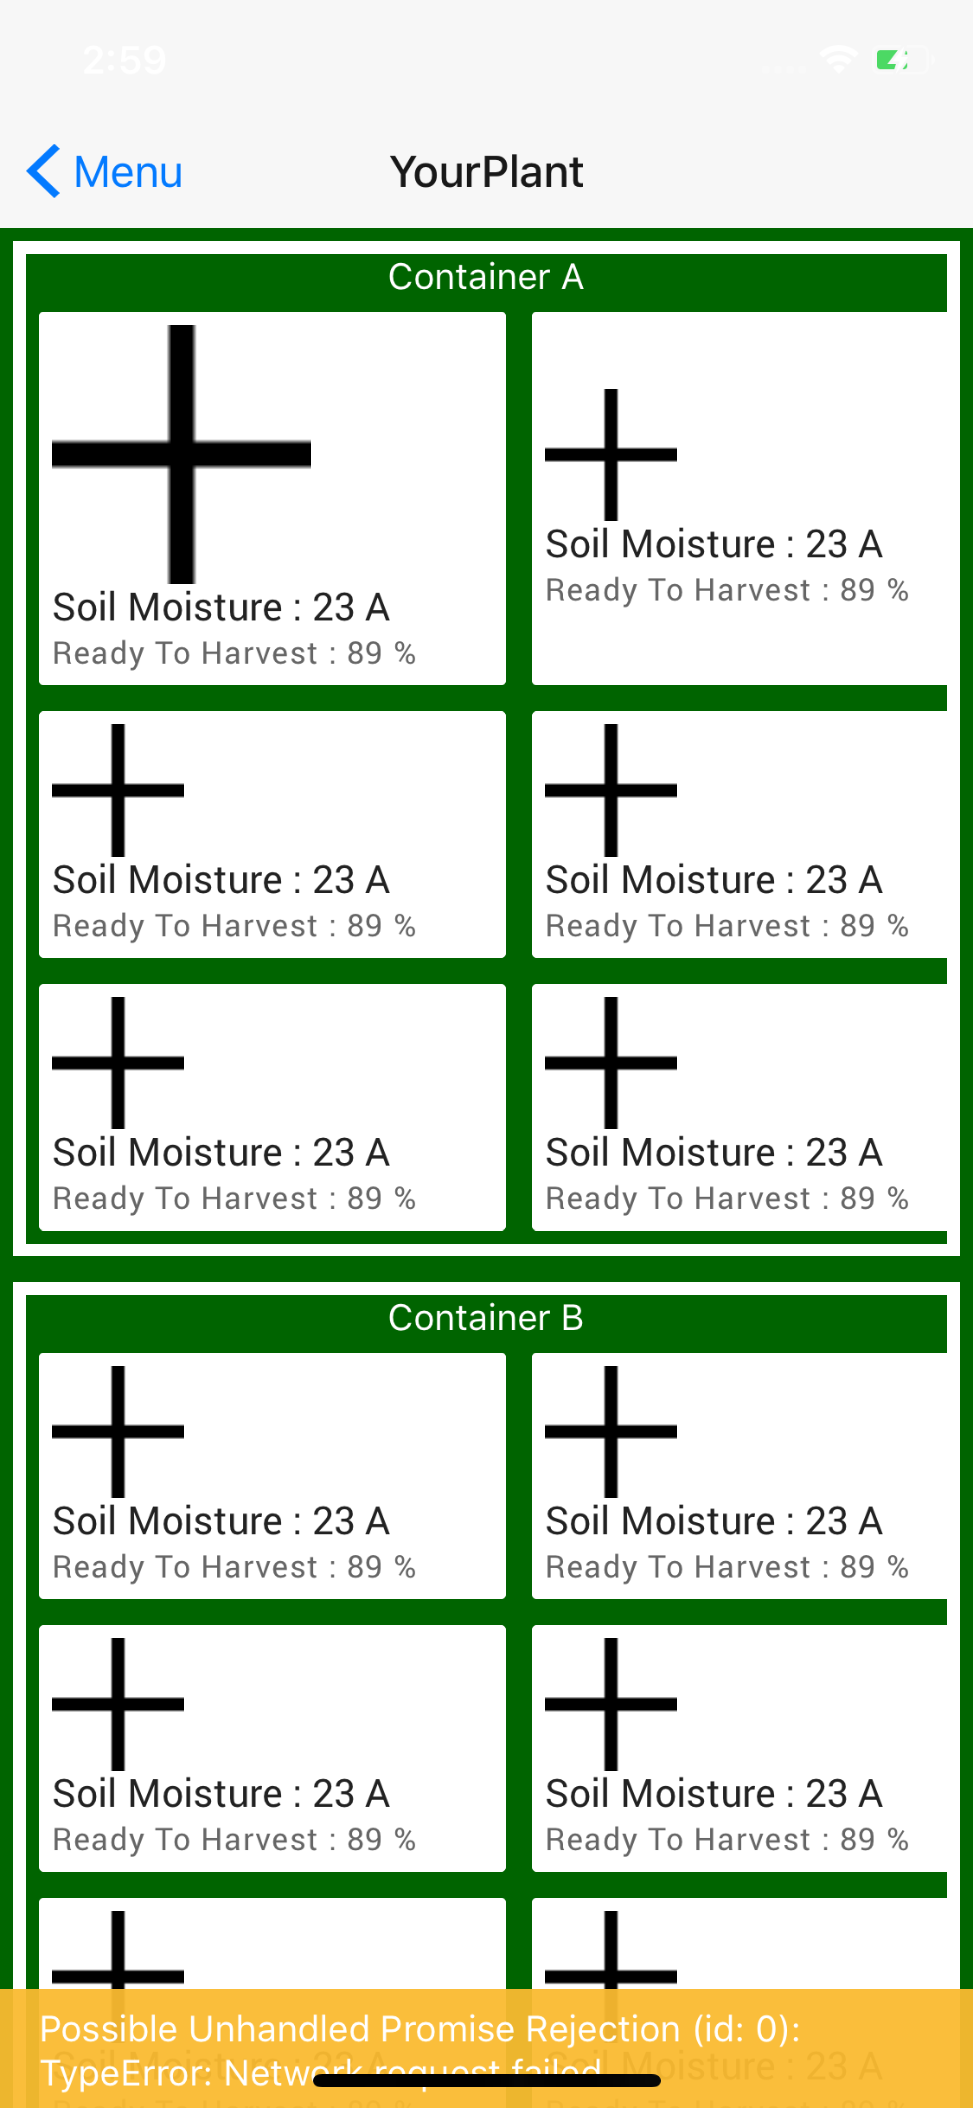 2:59
Menu
YourPlant
Container A
Soil Moisture : 23 A
Ready To Harvest : 89 %
Soil Moisture : 23 A
Ready To Harvest : 89 %
Soil Moisture : 23 A
Ready To Harvest : 89 %
Soil Moisture : 23 A
Ready To Harvest : 89 %
Soil Moisture : 23 A
Ready To Harvest : 89 %
Soil Moisture : 23 A
Ready To Harvest : 89 %
Container B
Soil Moisture : 23 A
Ready To Harvest : 89 %
Soil Moisture : 23 A
Ready To Harvest : 89 %
Soil Moisture : 23 A
Ready To Harvest : 89 %
Soil Moisture : 23 A
Ready To Harvest : 89 %
Possible Unhandled Promise Rejection (id: 0):
TypeError: Network request failed